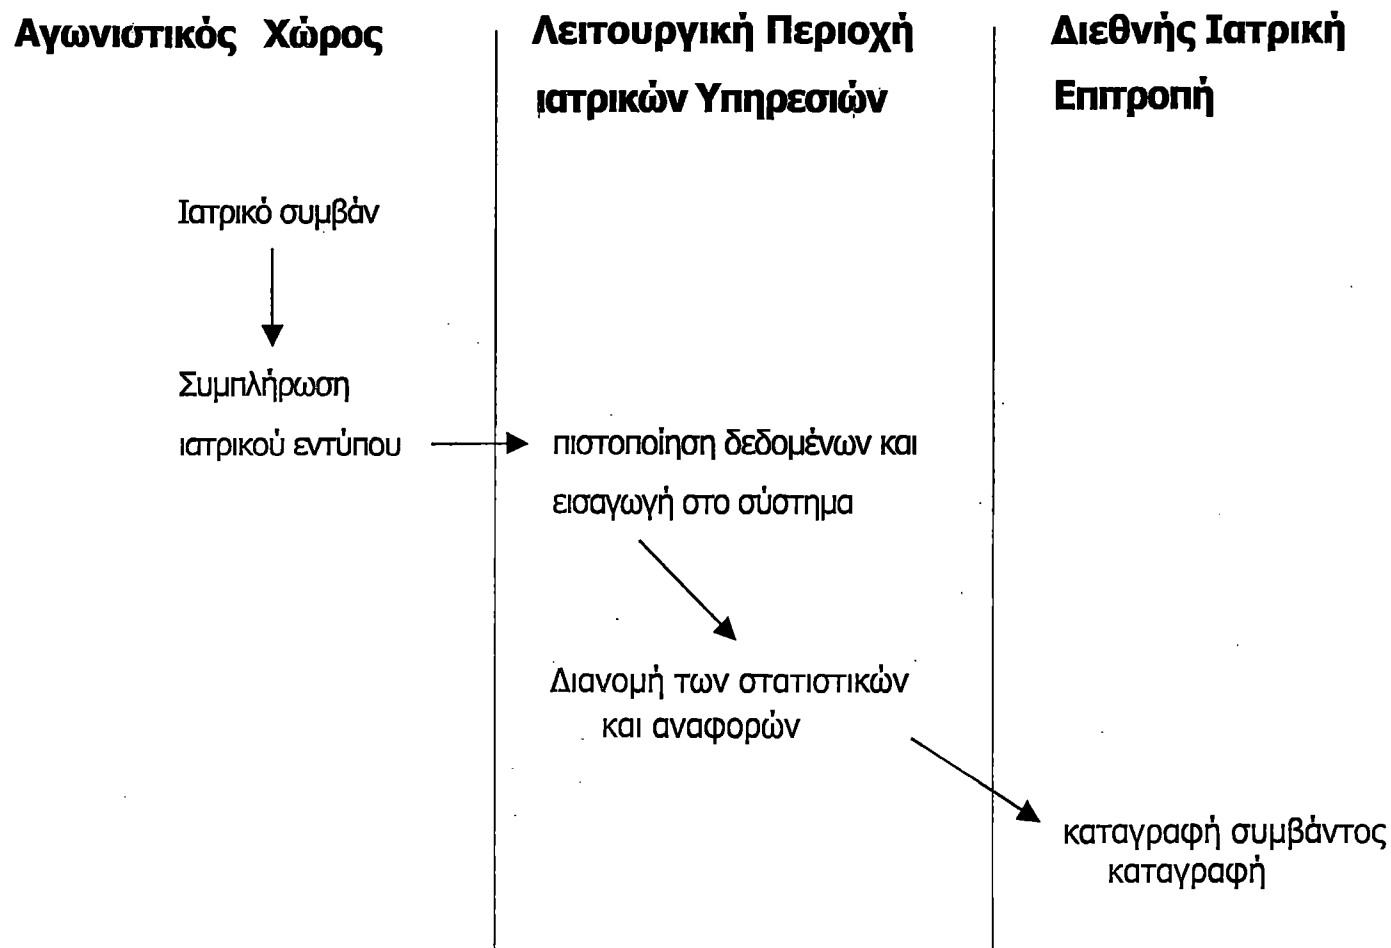 Αγωνιστικός Χώρος
Λειτουργική Περιοχή
ιατρικών Υπηρεσιών
Διεθνής Ιατρική
Επιτροπή
Ιατρικό συμβάν
Συμπλήρωση
ιατρικού εντύπου
πιστοποίηση δεδομένων και
εισαγωγή στο σύστημα
Διανομή των στατιστικών
και αναφορών
καταγραφή συμβάντος
καταγραφή